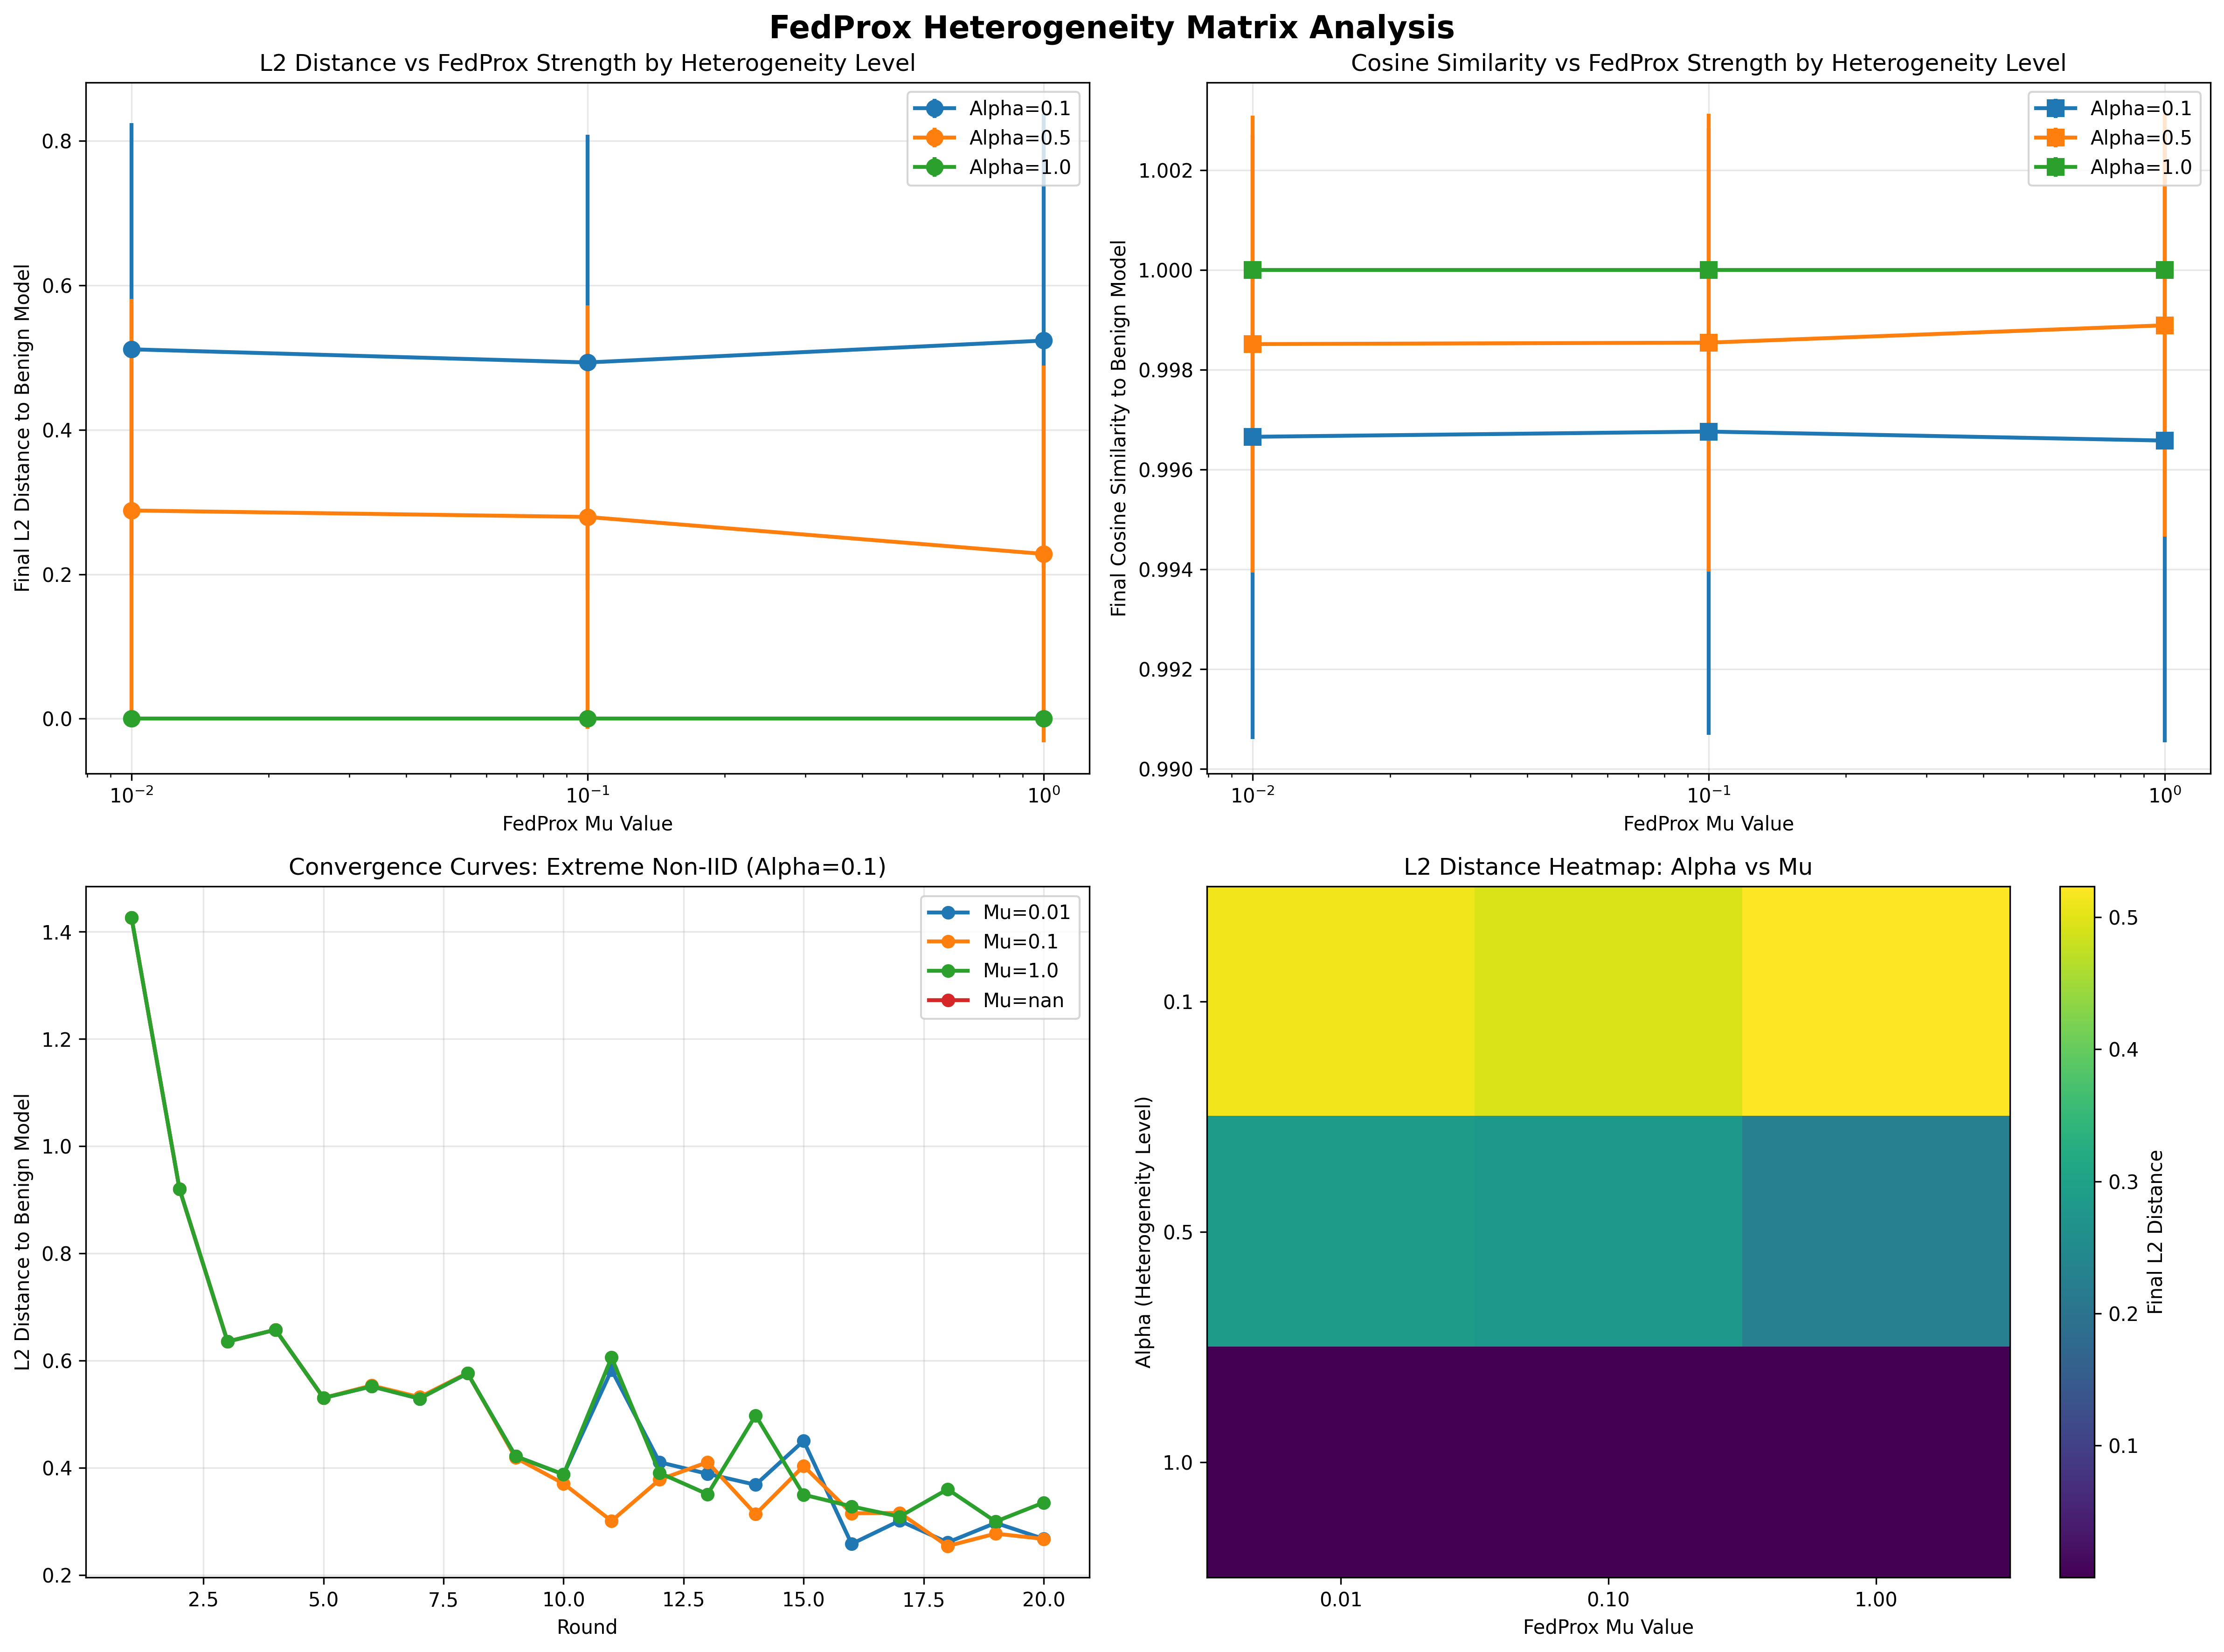 FedProx Heterogeneity Matrix Analysis
L2 Distance vs FedProx Strength by Heterogeneity Level
Final L2 Distance to Benign Model
0.8
0.6
0.4
0.2
0.0
Alpha=0.1
Alpha=0.5
Alpha=1.0
10⁻²
10⁻¹
10⁰
FedProx Mu Value
Cosine Similarity vs FedProx Strength by Heterogeneity Level
Final Cosine Similarity to Benign Model
1.002
1.000
0.998
0.996
0.994
0.992
0.990
Alpha=0.1
Alpha=0.5
Alpha=1.0
10⁻²
10⁻¹
10⁰
FedProx Mu Value
Convergence Curves: Extreme Non-IID (Alpha=0.1)
L2 Distance to Benign Model
1.4
1.2
1.0
0.8
0.6
0.4
0.2
Mu=0.01
Mu=0.1
Mu=1.0
Mu=nan
2.5
5.0
7.5
10.0
12.5
15.0
17.5
20.0
Round
L2 Distance Heatmap: Alpha vs Mu
Alpha (Heterogeneity Level)
0.1
0.5
1.0
0.01
0.10
1.00
FedProx Mu Value
0.5
0.4
0.3
0.2
0.1
Final L2 Distance